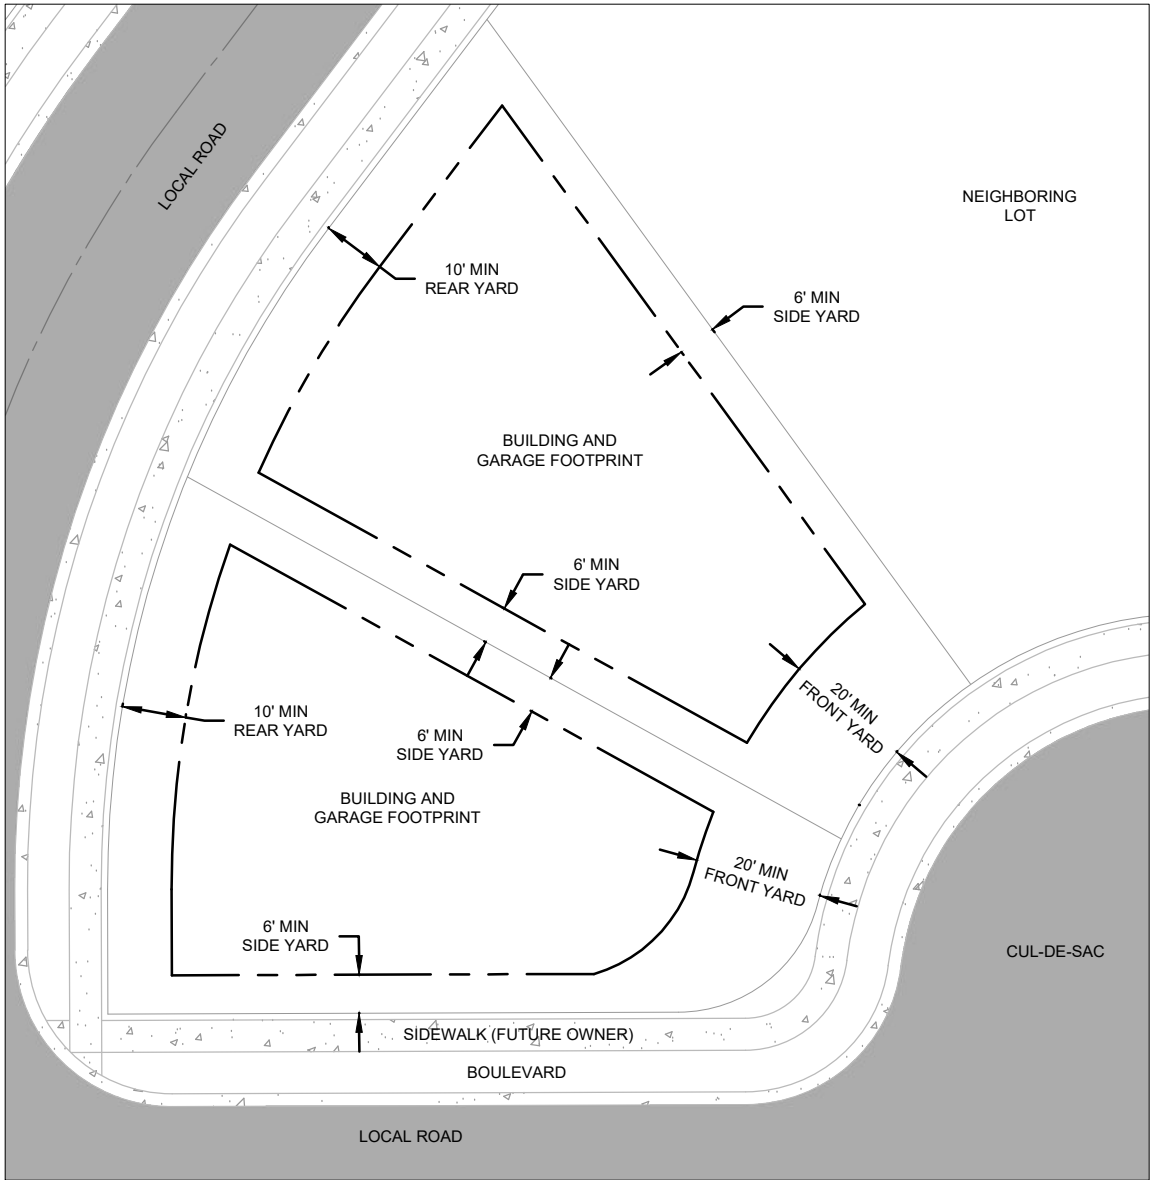 LOCAL ROAD
NEIGHBORING
LOT
10' MIN
REAR YARD
6' MIN
SIDE YARD
BUILDING AND
GARAGE FOOTPRINT
6' MIN
SIDE YARD
20' MIN
FRONT YARD
10' MIN
REAR YARD
6' MIN
SIDE YARD
BUILDING AND
GARAGE FOOTPRINT
20' MIN
FRONT YARD
6' MIN
SIDE YARD
CUL-DE-SAC
SIDEWALK (FUTURE OWNER)
BOULEVARD
LOCAL ROAD